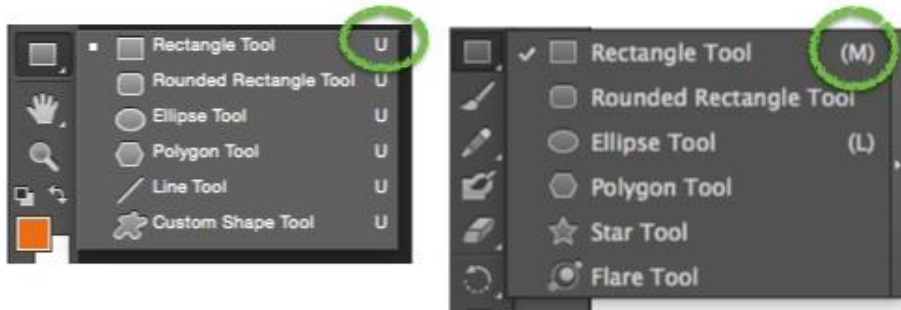 Rectangle Tool U
Rounded Rectangle Tool U
Ellipse Tool U
Polygon Tool U
Line Tool U
Custom Shape Tool U
Rectangle Tool (M)
Rounded Rectangle Tool
Ellipse Tool (L)
Polygon Tool
Star Tool
Flare Tool